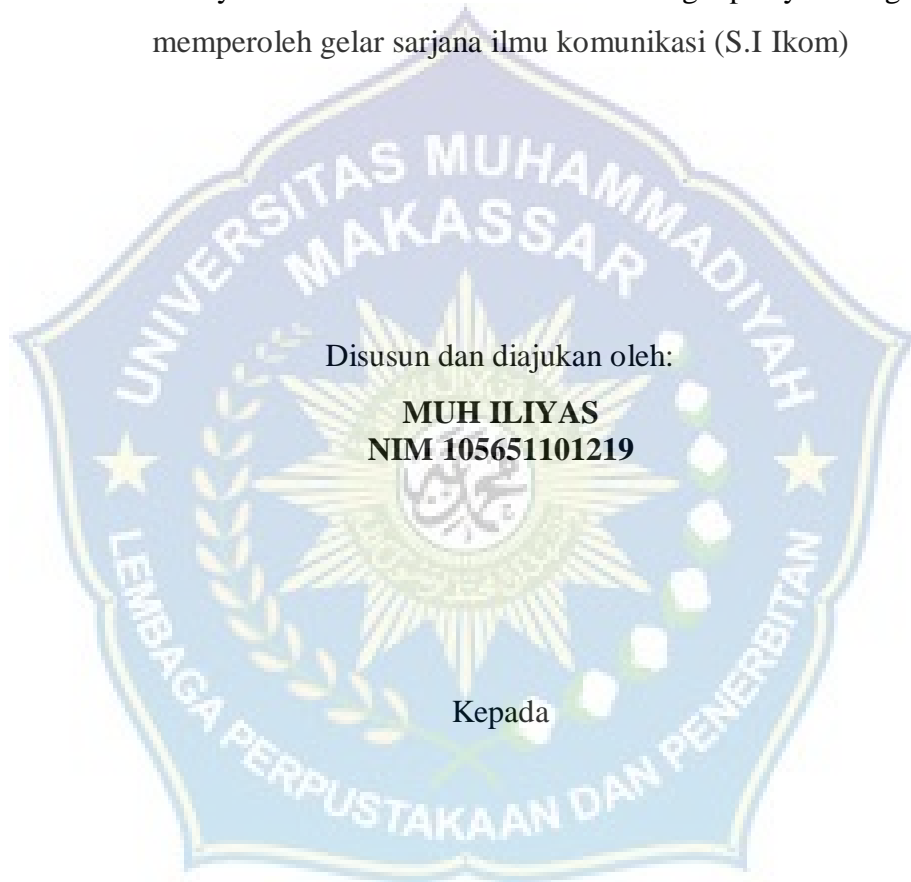 memperoleh gelar sarjana ilmu komunikasi (S.I Ikom)
UNIVERSITAS MUHAMMADIYAH
MAKASSAR
Disusun dan diajukan oleh:
MUH ILIYAS
NIM 105651101219
Kepada
LEMBAGA PERPUSTAKAAN DAN PENERBITAN